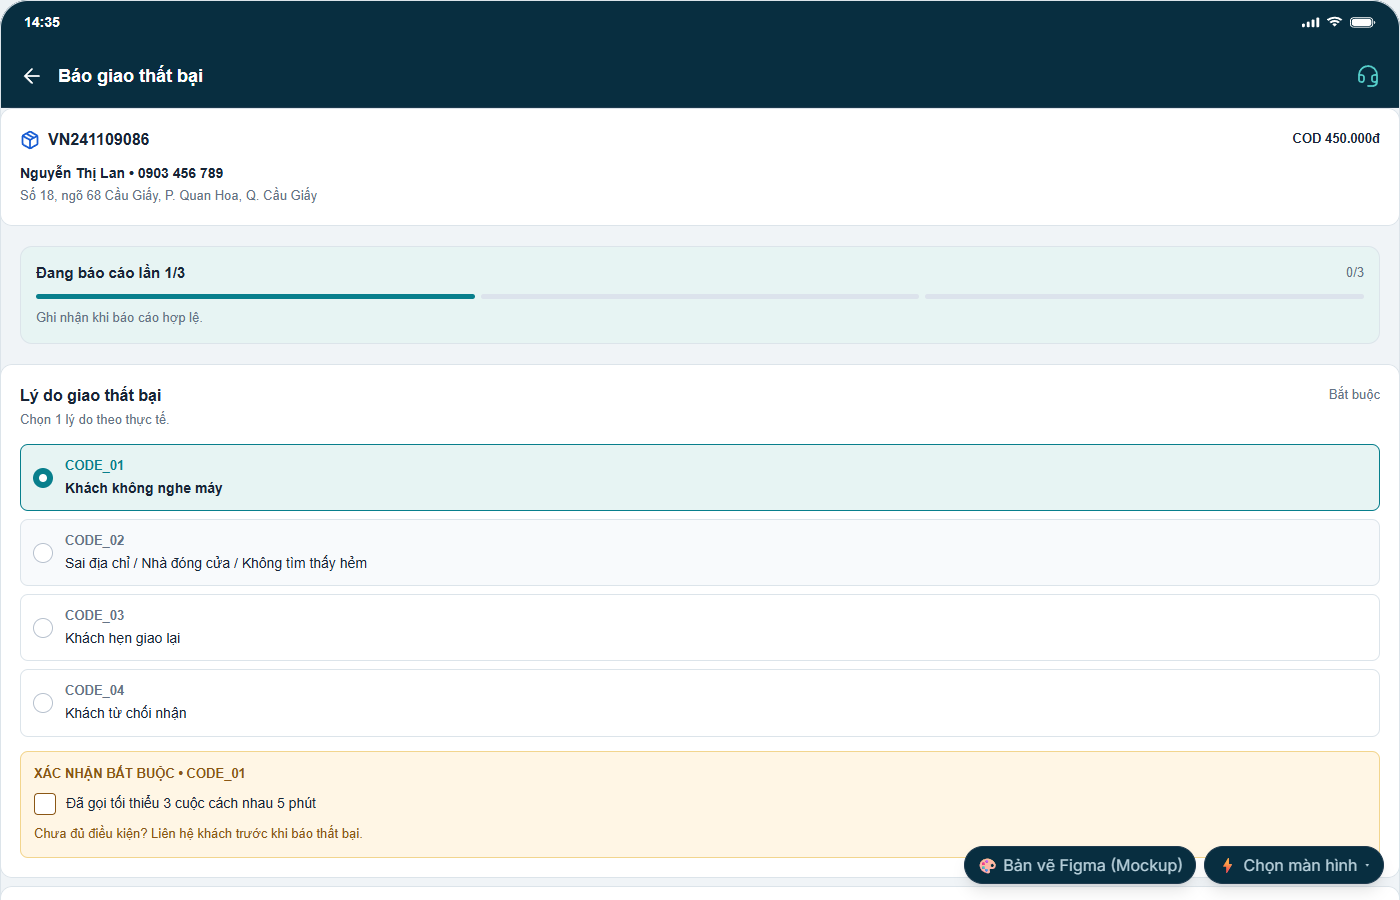 14:35
Báo giao thất bại
VN241109086
COD 450.000đ
Nguyễn Thị Lan • 0903 456 789
Số 18, ngõ 68 Cầu Giấy, P. Quan Hoa, Q. Cầu Giấy
Đang báo cáo lần 1/3
0/3
Ghi nhận khi báo cáo hợp lệ.
Lý do giao thất bại
Bắt buộc
Chọn 1 lý do theo thực tế.
CODE_01
Khách không nghe máy
CODE_02
Sai địa chỉ / Nhà đóng cửa / Không tìm thấy hẻm
CODE_03
Khách hẹn giao lại
CODE_04
Khách từ chối nhận
XÁC NHẬN BẮT BUỘC • CODE_01
Đã gọi tối thiểu 3 cuộc cách nhau 5 phút
Chưa đủ điều kiện? Liên hệ khách trước khi báo thất bại.
Bản vẽ Figma (Mockup)
Chọn màn hình